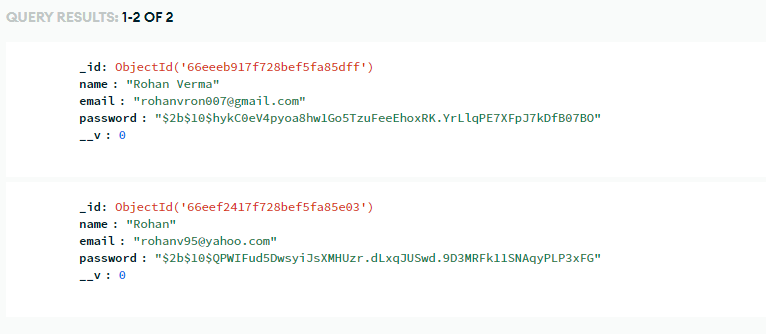 QUERY RESULTS: 1-2 OF 2
_id: ObjectId('66eeeb917f728bef5fa85dff')
name: "Rohan Verma"
email: "rohanvron007@gmail.com"
password: "$2b$10$hykC0eV4pyoa8hw1Go5TzuFeeEhoxRK.YrLlqPE7XFpJ7kDfB07BO"
__v: 0
_id: ObjectId('66eef2417f728bef5fa85e03')
name: "Rohan"
email: "rohanv95@yahoo.com"
password: "$2b$10$QPWIFud5DwsyiJsXMHUzr.dLxqJUSwd.9D3MRFk11SNAqyPLP3xFG"
__v: 0